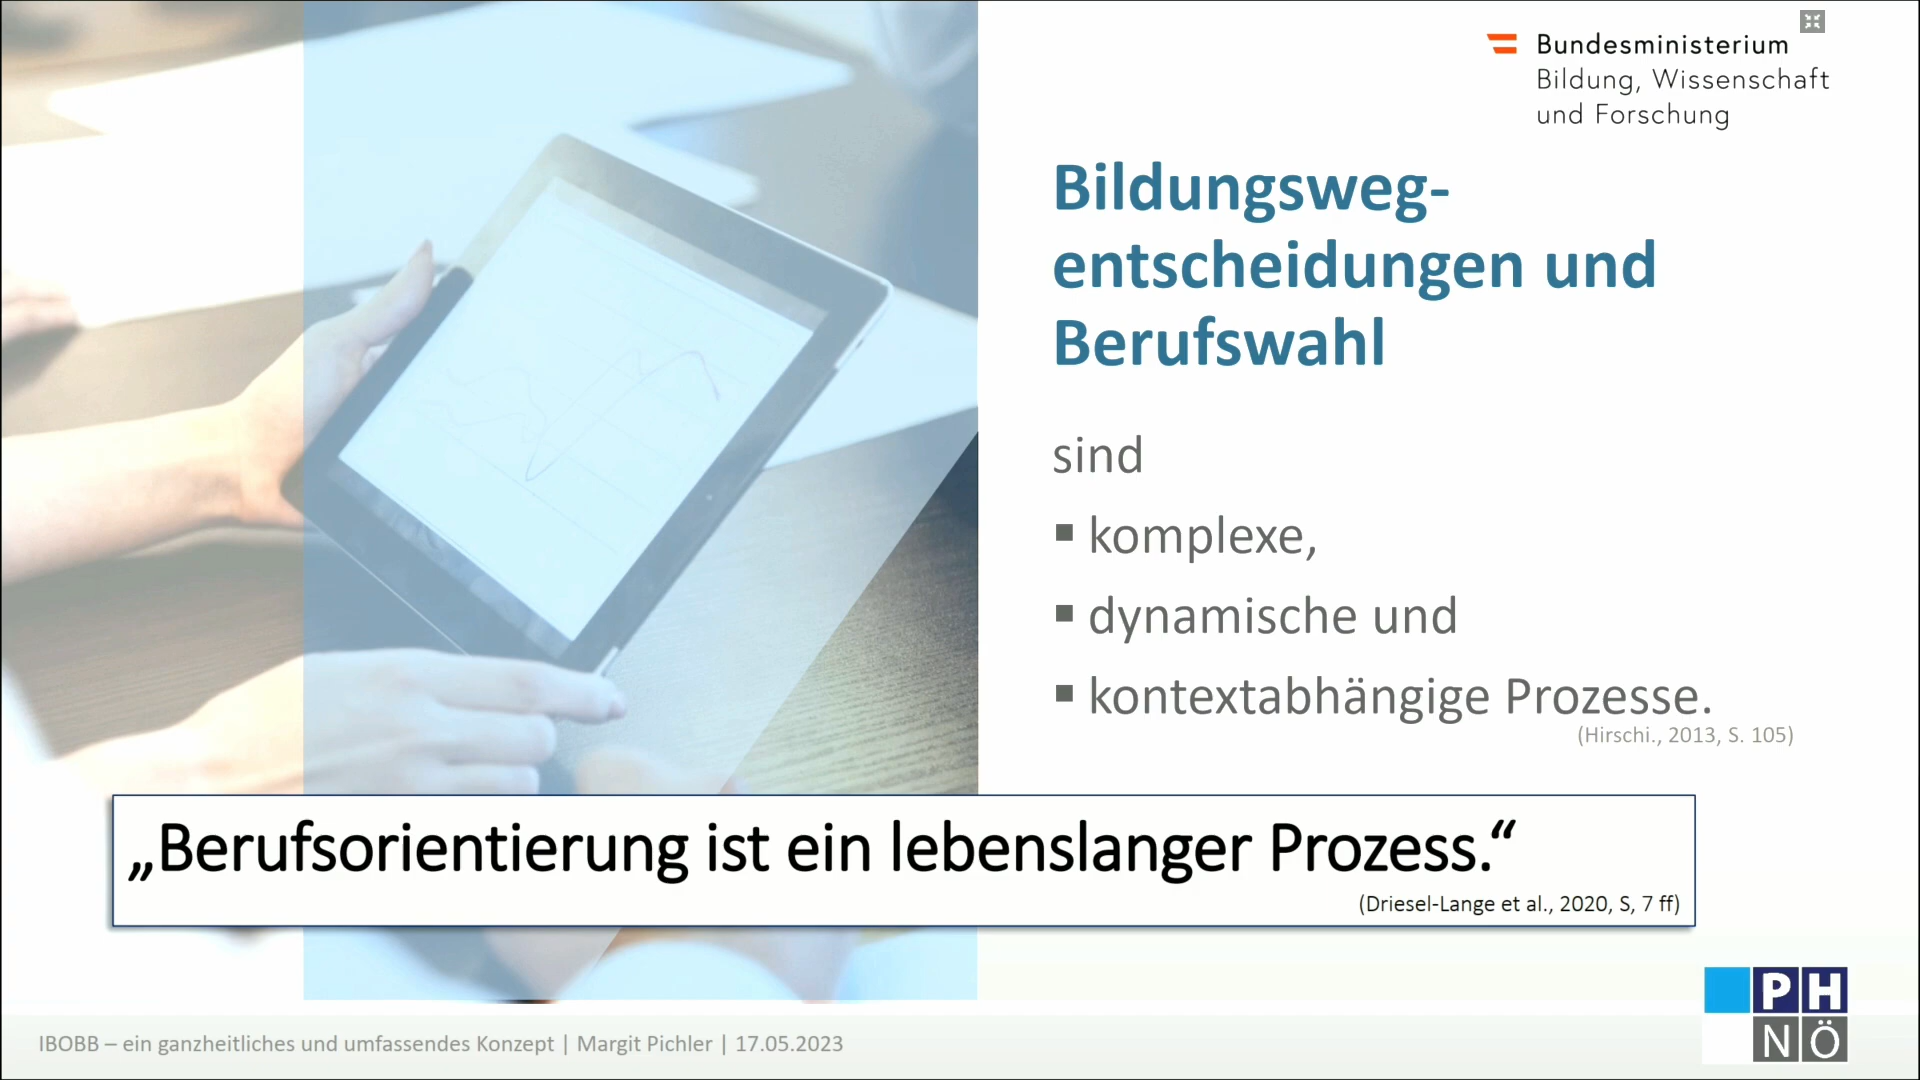 Bundesministerium
Bildung, Wissenschaft
und Forschung
Bildungsweg-
entscheidungen und
Berufswahl
sind
▪ komplexe,
▪ dynamische und
▪ kontextabhängige Prozesse.
(Hirschi., 2013, S. 105)
„Berufsorientierung ist ein lebenslanger Prozess.“
(Driesel-Lange et al., 2020, S, 7 ff)
PH
NÖ
IBOBB – ein ganzheitliches und umfassendes Konzept | Margit Pichler | 17.05.2023